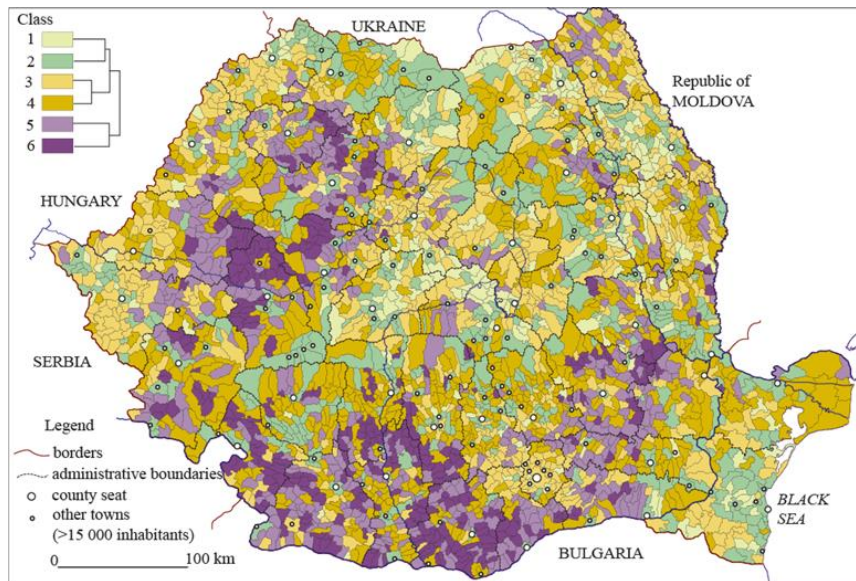 Class
1
2
3
4
5
6
UKRAINE
Republic of
MOLDOVA
HUNGARY
SERBIA
Legend
borders
administrative boundaries
county seat
other towns
(>15 000 inhabitants)
0 100 km
BULGARIA
BLACK
SEA